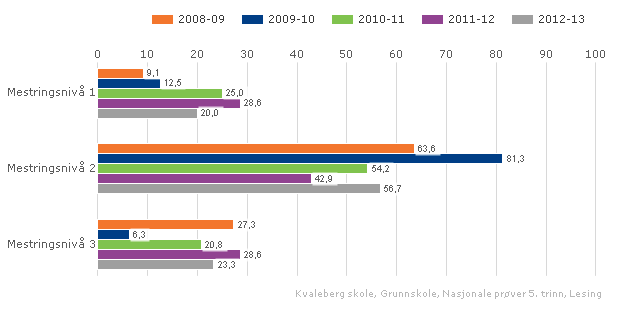 2008-09 2009-10 2010-11 2011-12 2012-13
0 10 20 30 40 50 60 70 80 90 100
Mestringsnivå 1
9,1
12,5
25,0
28,6
20,0
Mestringsnivå 2
63,6
81,3
54,2
42,9
56,7
Mestringsnivå 3
27,3
6,3
20,8
28,6
23,3
Kvaleberg skole, Grunnskole, Nasjonale prøver 5. trinn, Lesing